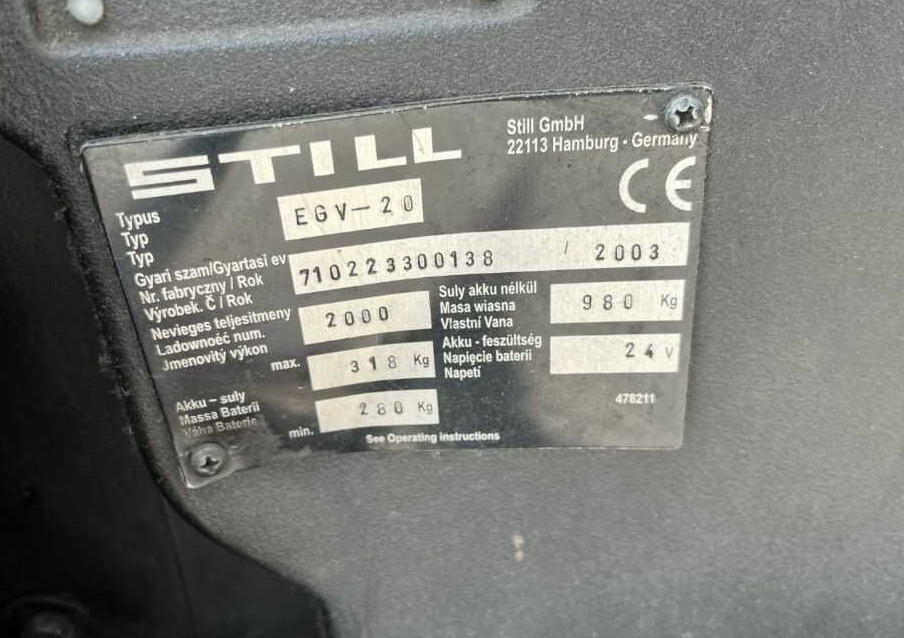 STILL
Still GmbH
22113 Hamburg - Germany
CE
Typus
Typ
Typ
EGV-20
Gyari szam/Gyartasi ev
Nr. fabryczny / Rok
Výrobek. Č / Rok
710223300138 / 2003
Nevieges teljesitmeny
Ladownoéć num.
Jmenovitý výkon
2000
Suly akku nélkül
Masa wiasna
Vlastní Vana
980 Kg
max. 318 Kg
Akku - feszültség
Napięcie baterii
Napetí
24 V
Akku - suly
Massa Baterii
Váha Baterie
min. 280 Kg
478211
See Operating instructions